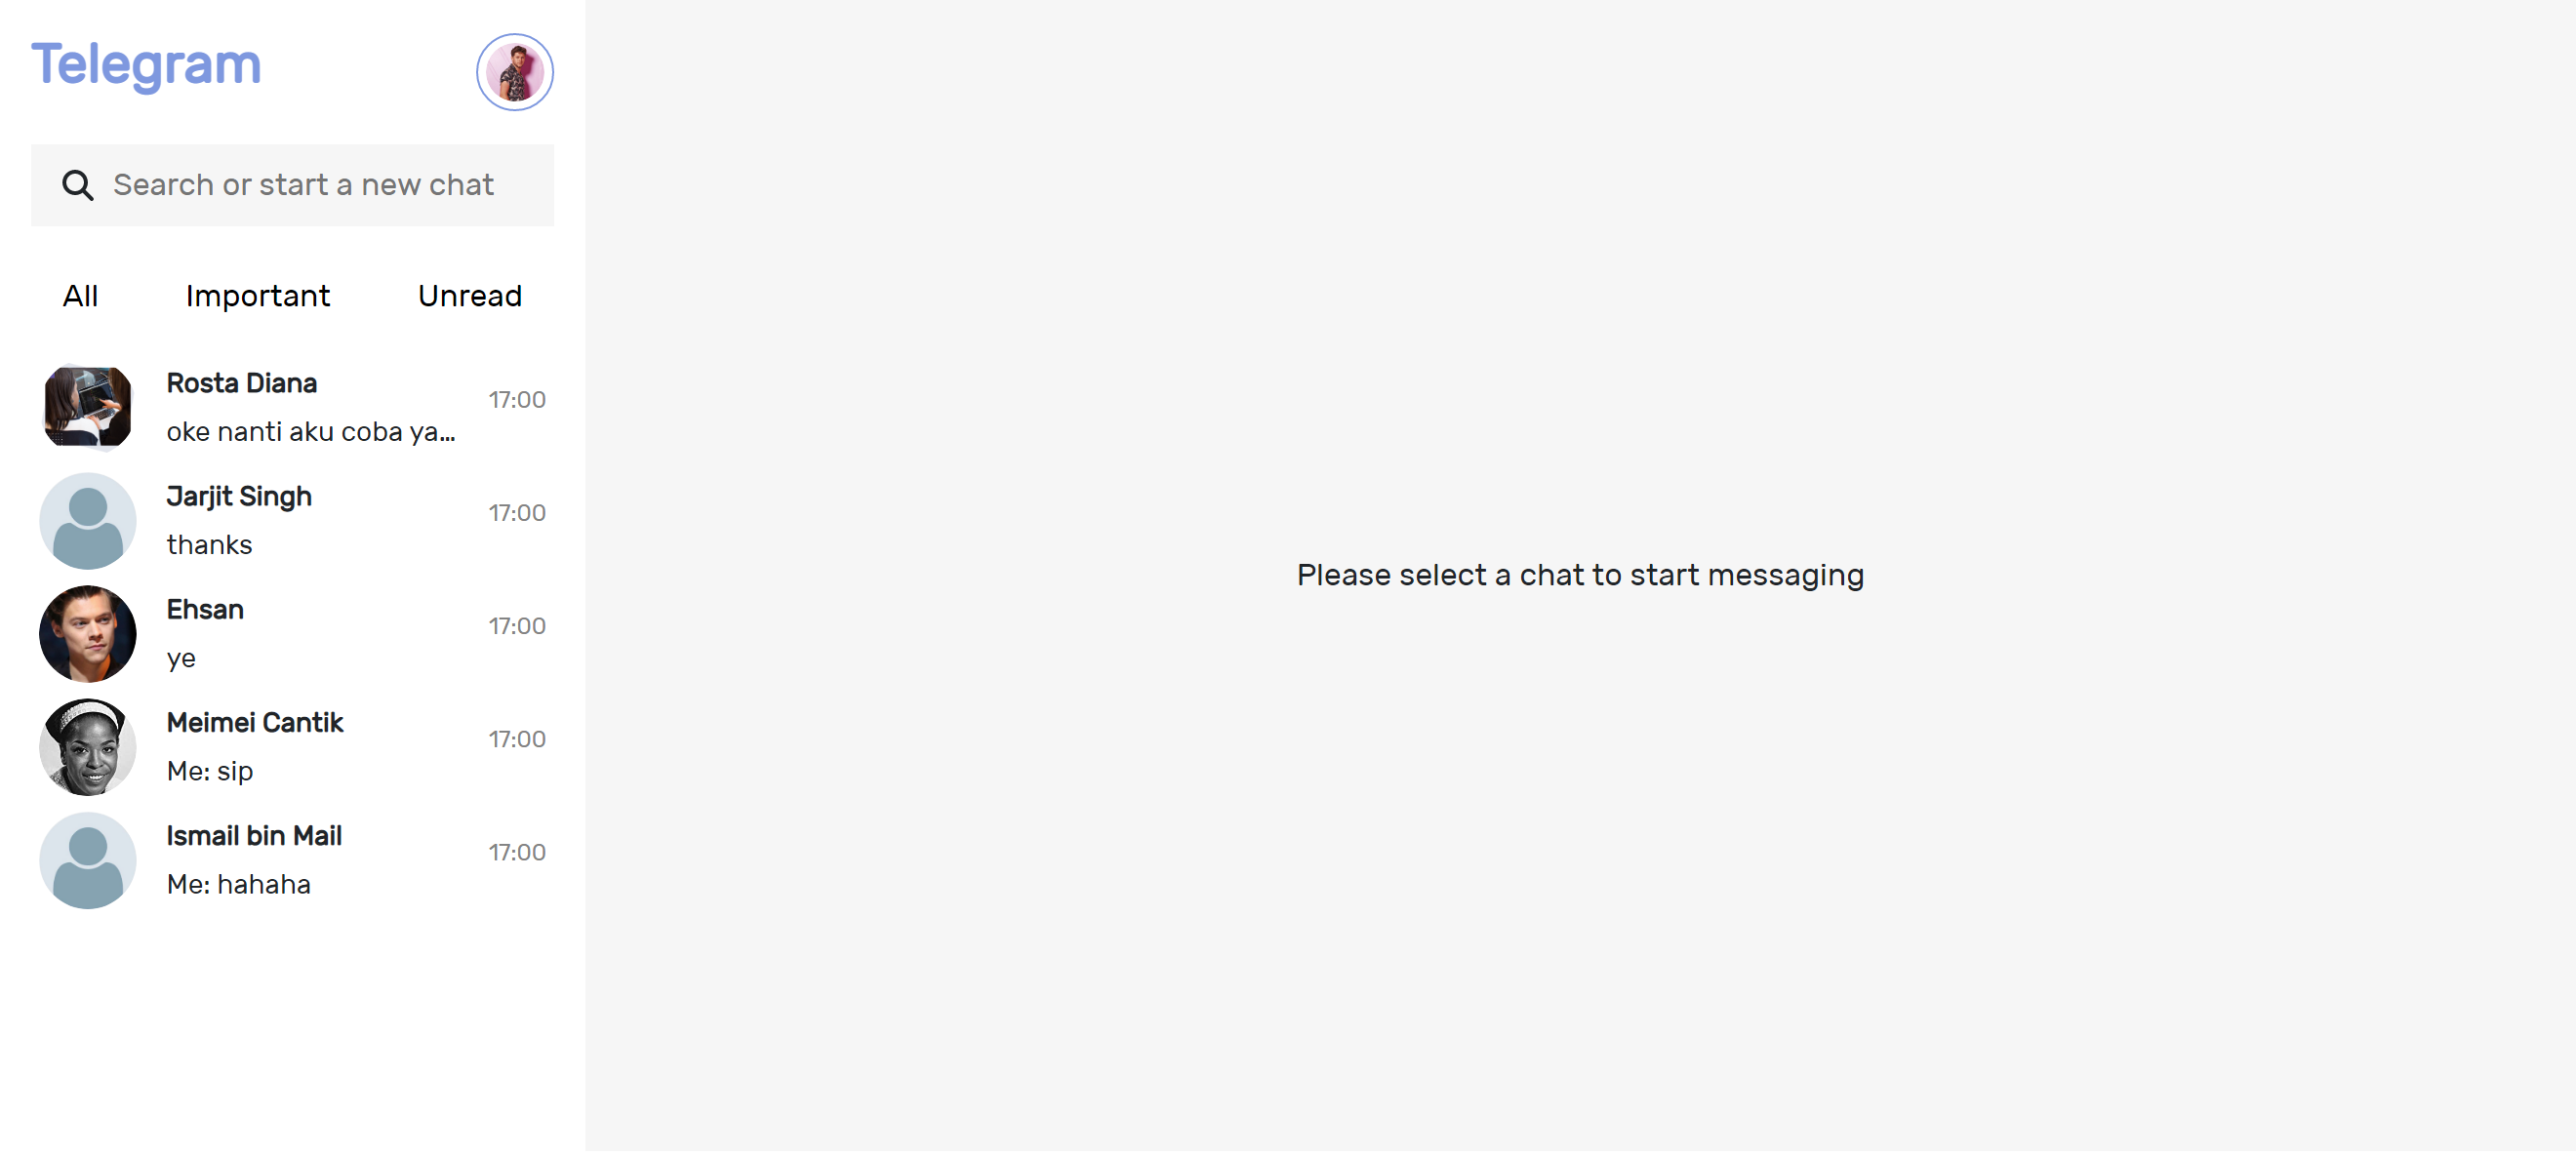 Telegram
Search or start a new chat
All Important Unread
Rosta Diana
17:00
oke nanti aku coba ya...
Jarjit Singh
17:00
thanks
Ehsan
17:00
ye
Meimei Cantik
17:00
Me: sip
Ismail bin Mail
17:00
Me: hahaha
Please select a chat to start messaging